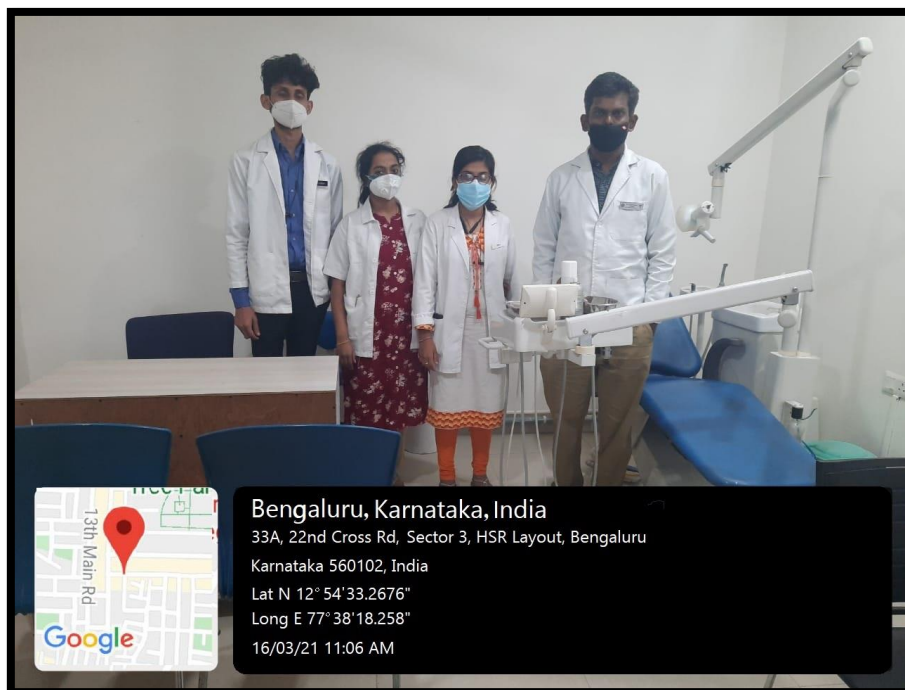 13th Main Rd
Google
Bengaluru, Karnataka, India
33A, 22nd Cross Rd, Sector 3, HSR Layout, Bengaluru
Karnataka 560102, India
Lat N 12° 54'33.2676"
Long E 77° 38'18.258"
16/03/21 11:06 AM